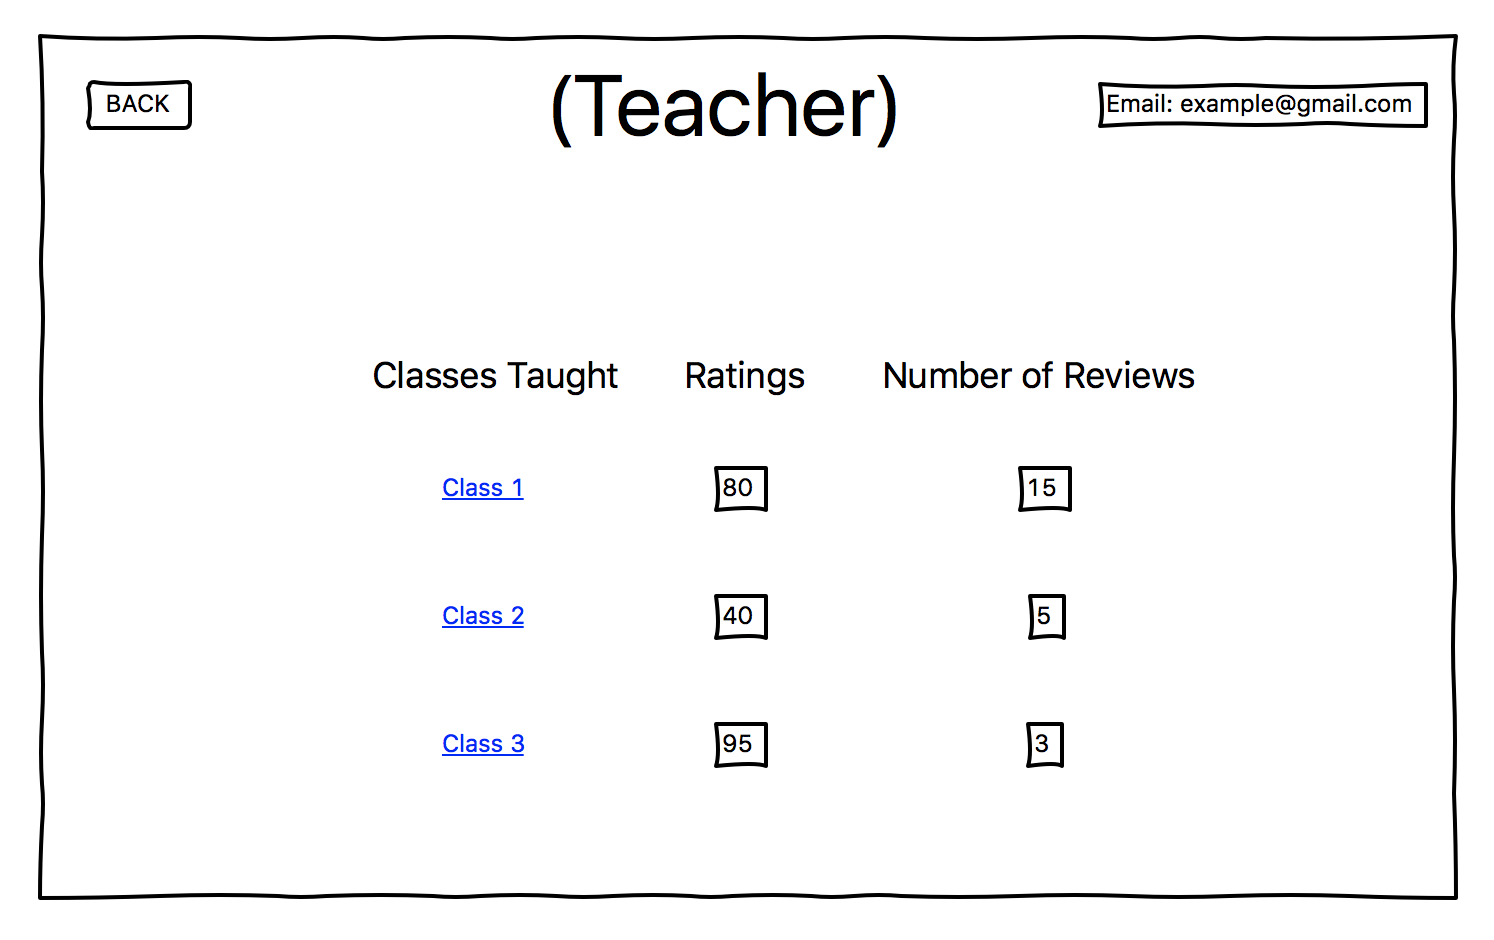 BACK
(Teacher)
Email: example@gmail.com
Classes Taught Ratings Number of Reviews
Class 1 80 15
Class 2 40 5
Class 3 95 3